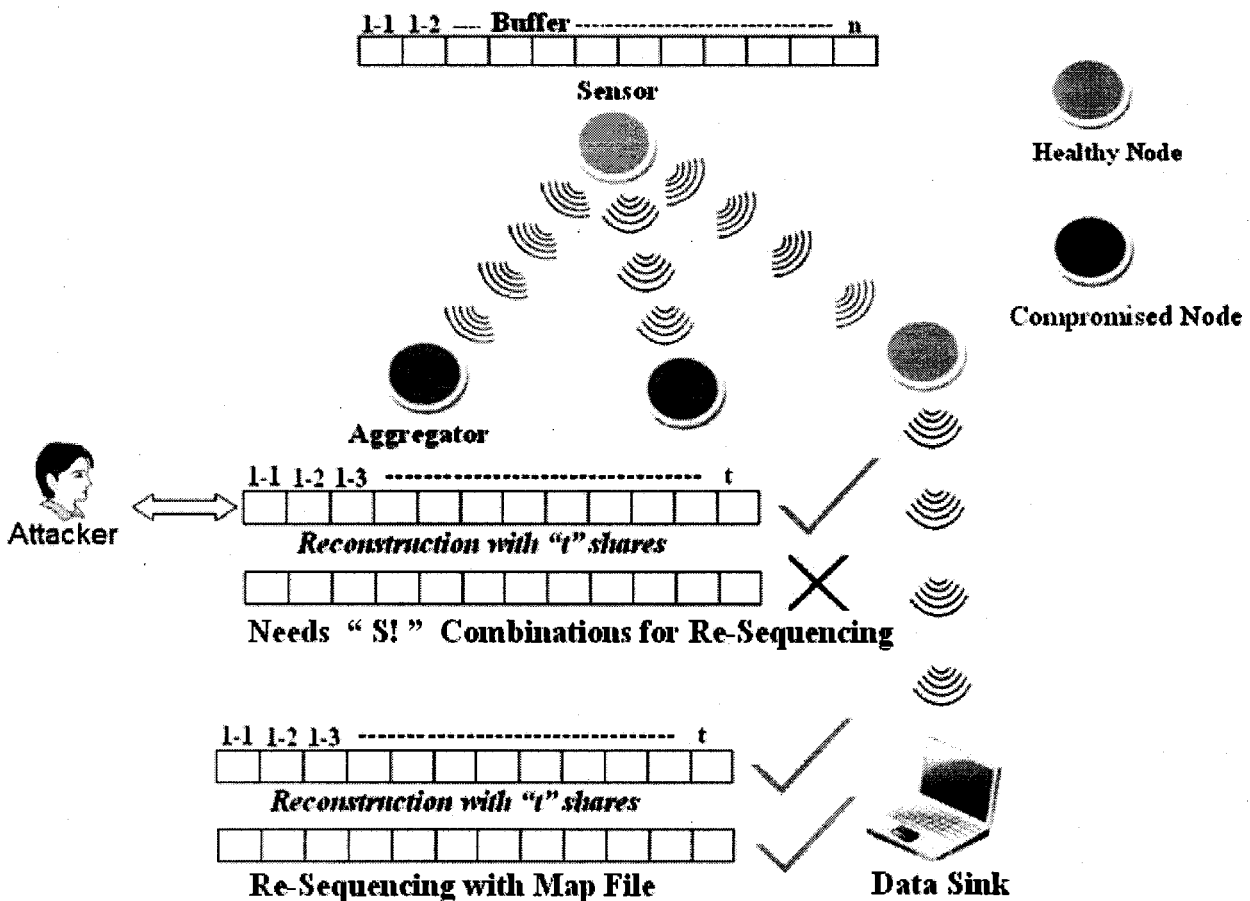 1-1 1-2 ---- Buffer ------------------------------ n
Sensor
Healthy Node
Compromised Node
Aggregator
1-1 1-2 1-3 ------------------------------ t
Attacker
Reconstruction with “t” shares
Needs “ S! ” Combinations for Re-Sequencing
1-1 1-2 1-3 ------------------------------ t
Reconstruction with “t” shares
Re-Sequencing with Map File
Data Sink